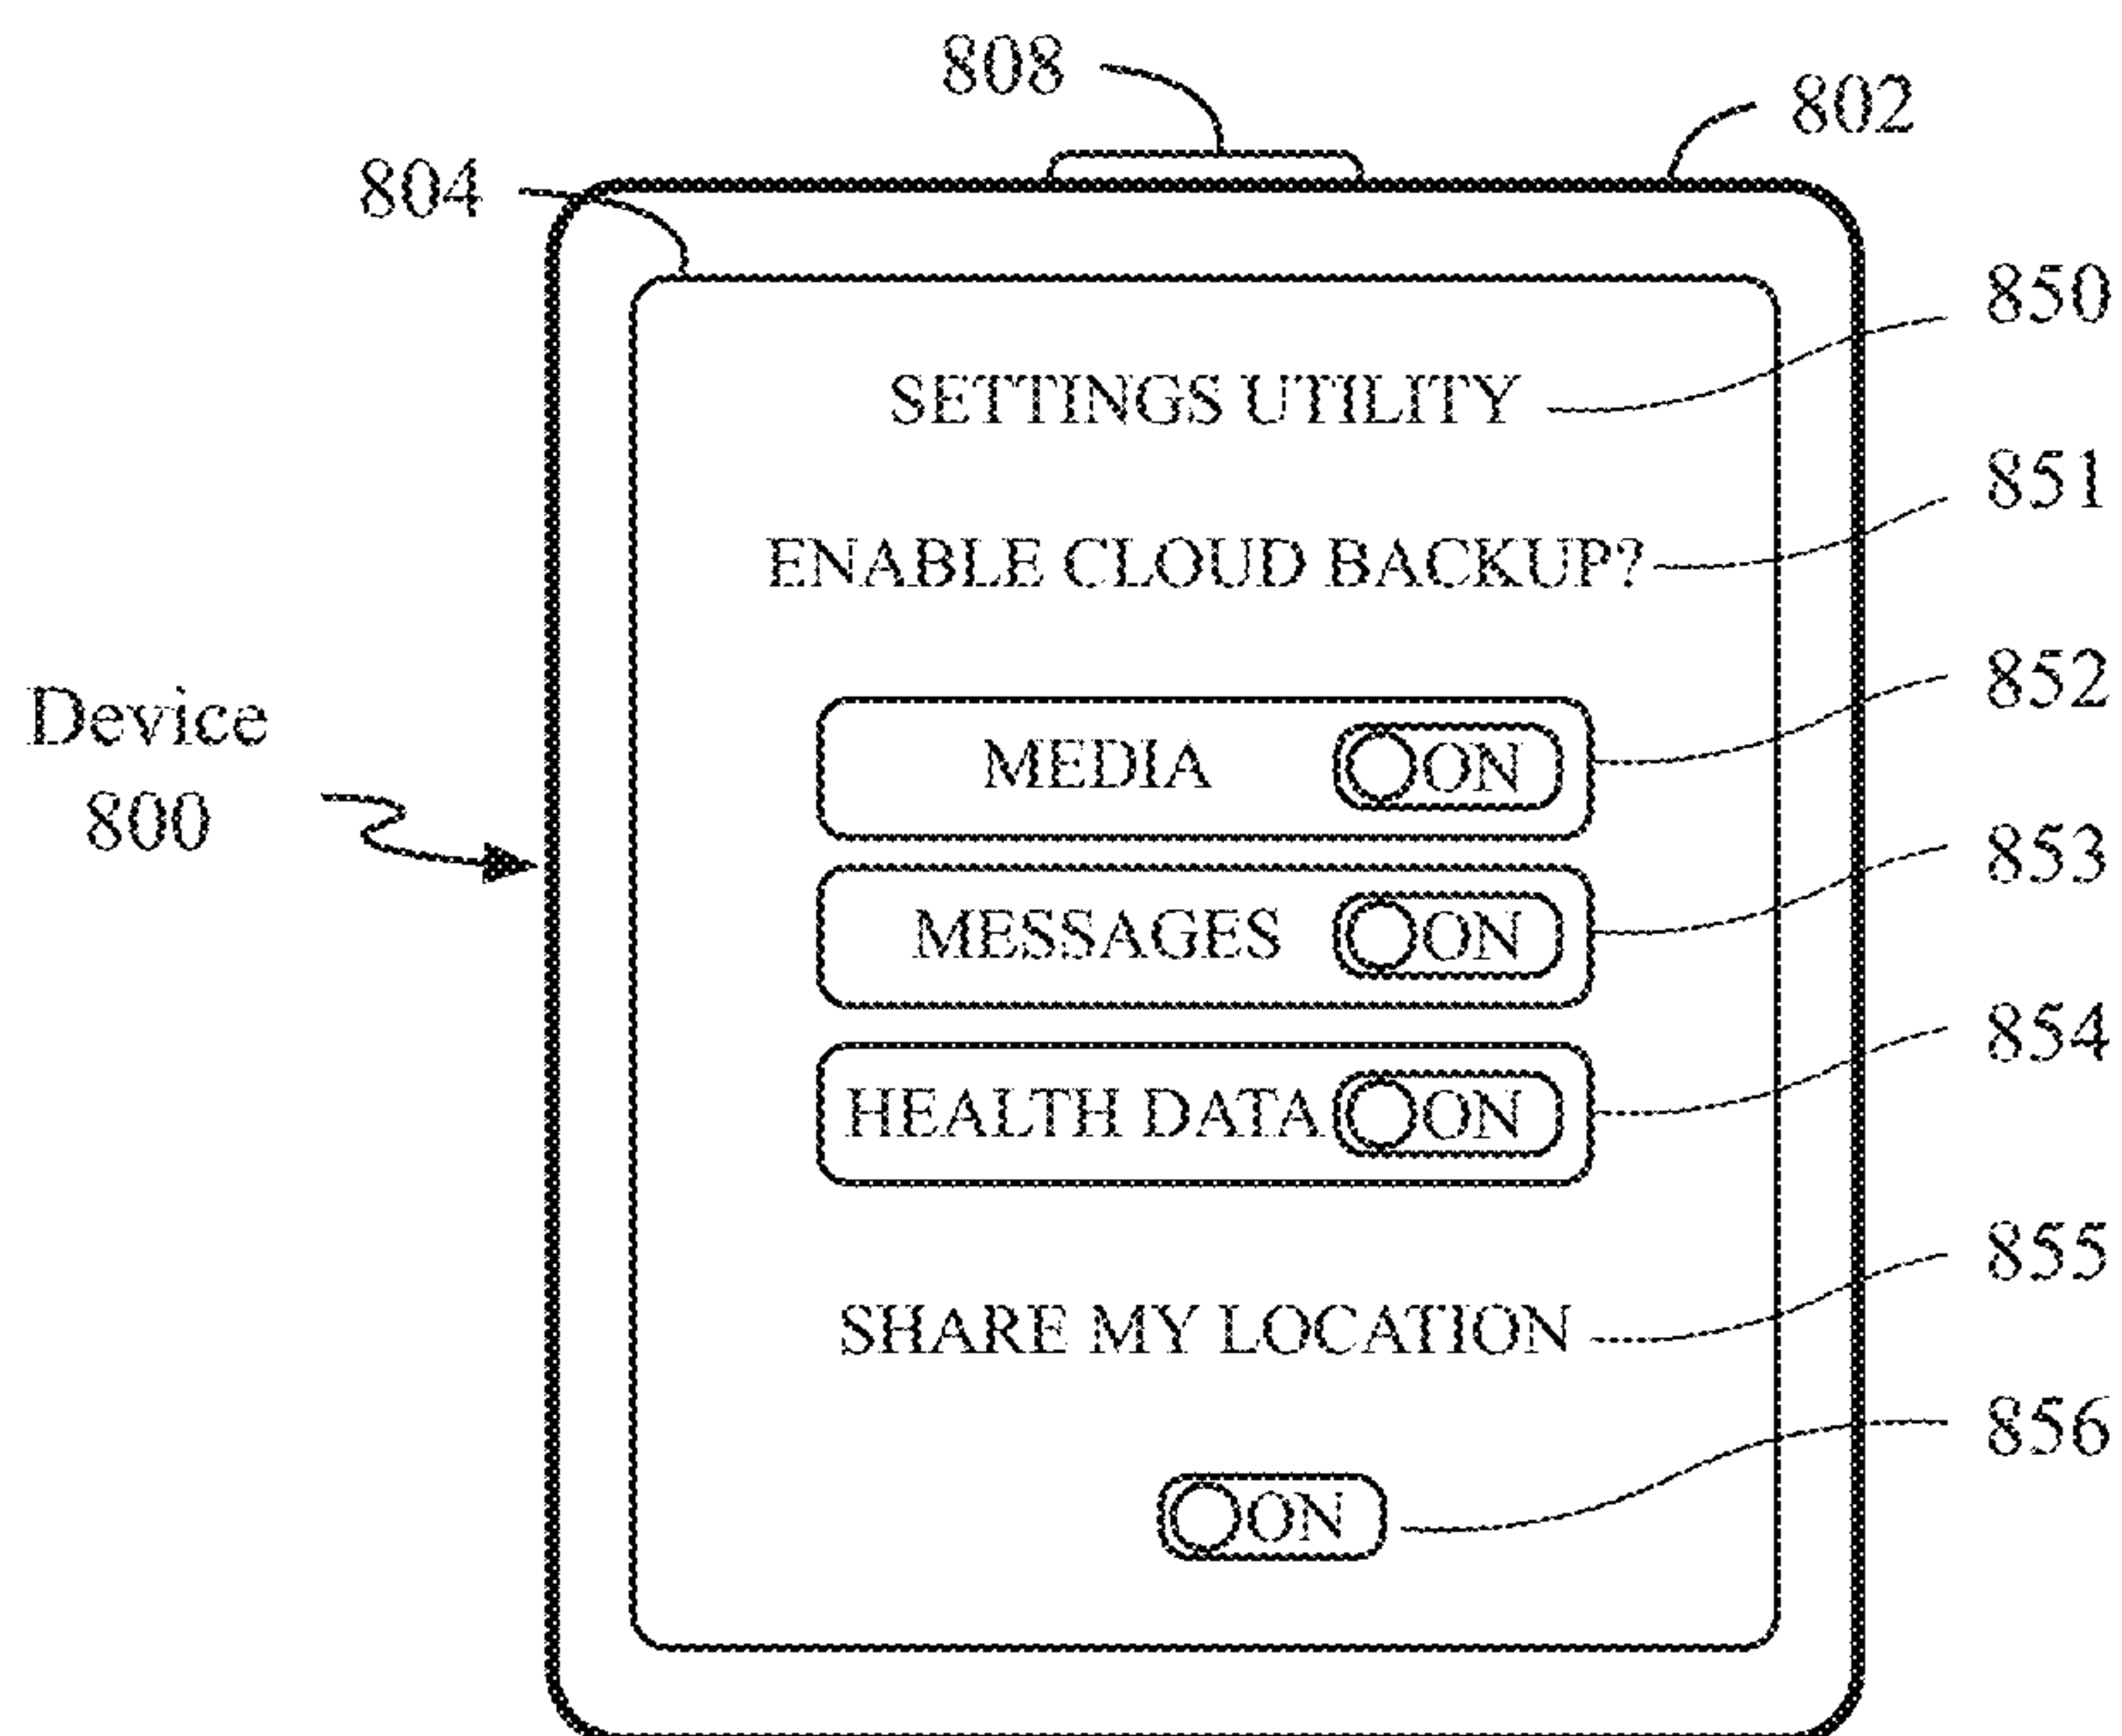 808
802
804
850
SETTINGS UTILITY
851
ENABLE CLOUD BACKUP?
852
Device
800
MEDIA ON
853
MESSAGES ON
854
HEALTH DATA ON
855
SHARE MY LOCATION
856
ON